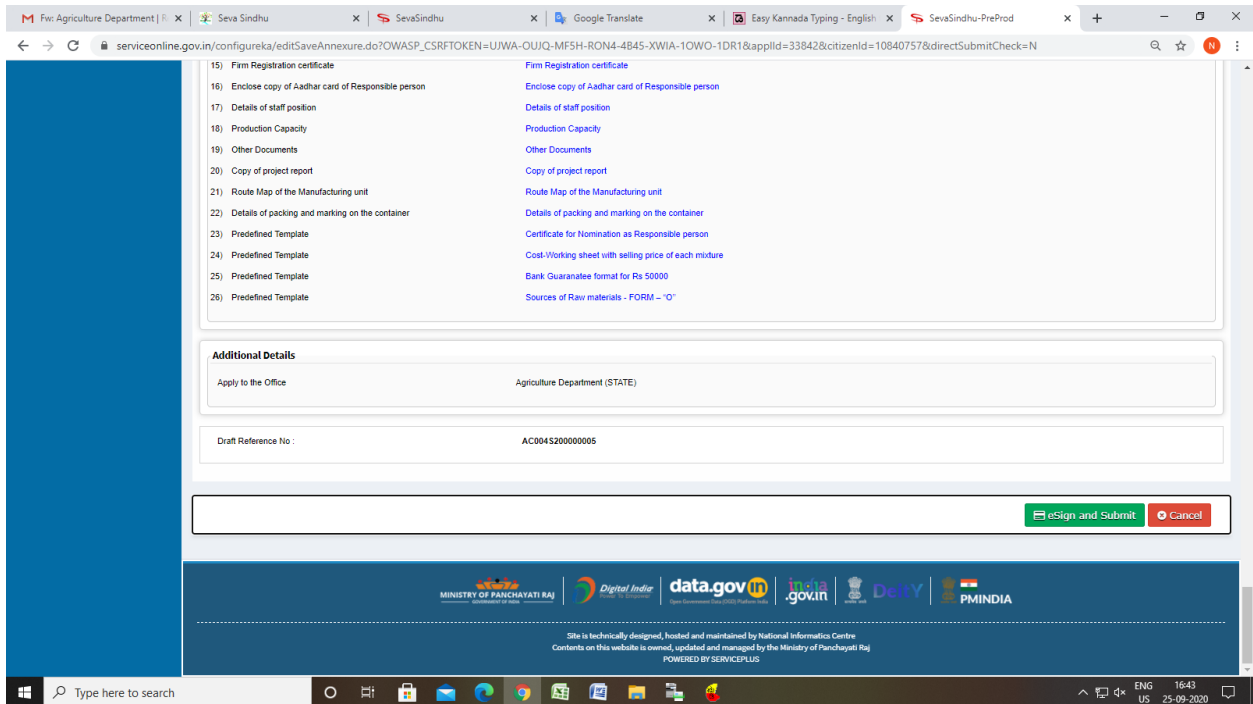 Fw: Agriculture Department | R
Seva Sindhu
SevaSindhu
Google Translate
Easy Kannada Typing - English
SevaSindhu-PreProd
serviceonline.gov.in/configureka/editSaveAnnexure.do?OWASP_CSRFTOKEN=UJWA-OUJQ-MF5H-RON4-4B45-XWIA-1OWO-1DR1&applId=33842&citizenId=10840757&directSubmitCheck=N
N
15) Firm Registration certificate Firm Registration certificate
16) Enclose copy of Aadhar card of Responsible person Enclose copy of Aadhar card of Responsible person
17) Details of staff position Details of staff position
18) Production Capacity Production Capacity
19) Other Documents Other Documents
20) Copy of project report Copy of project report
21) Route Map of the Manufacturing unit Route Map of the Manufacturing unit
22) Details of packing and marking on the container Details of packing and marking on the container
23) Predefined Template Certificate for Nomination as Responsible person
24) Predefined Template Cost-Working sheet with selling price of each mixture
25) Predefined Template Bank Guaranatee format for Rs 50000
26) Predefined Template Sources of Raw materials - FORM – "O"
Additional Details
Apply to the Office Agriculture Department (STATE)
Draft Reference No : AC004S200000005
eSign and Submit
Cancel
MINISTRY OF PANCHAYATI RAJ
Digital India
Power To Empower
data.gov in
Open Government Data (OGD) Platform India
india
.gov.in
DeitY
PMINDIA
Site is technically designed, hosted and maintained by National Informatics Centre
Contents on this website is owned, updated and managed by the Ministry of Panchayati Raj
POWERED BY SERVICEPLUS
Type here to search
ENG 16:43
US 25-09-2020